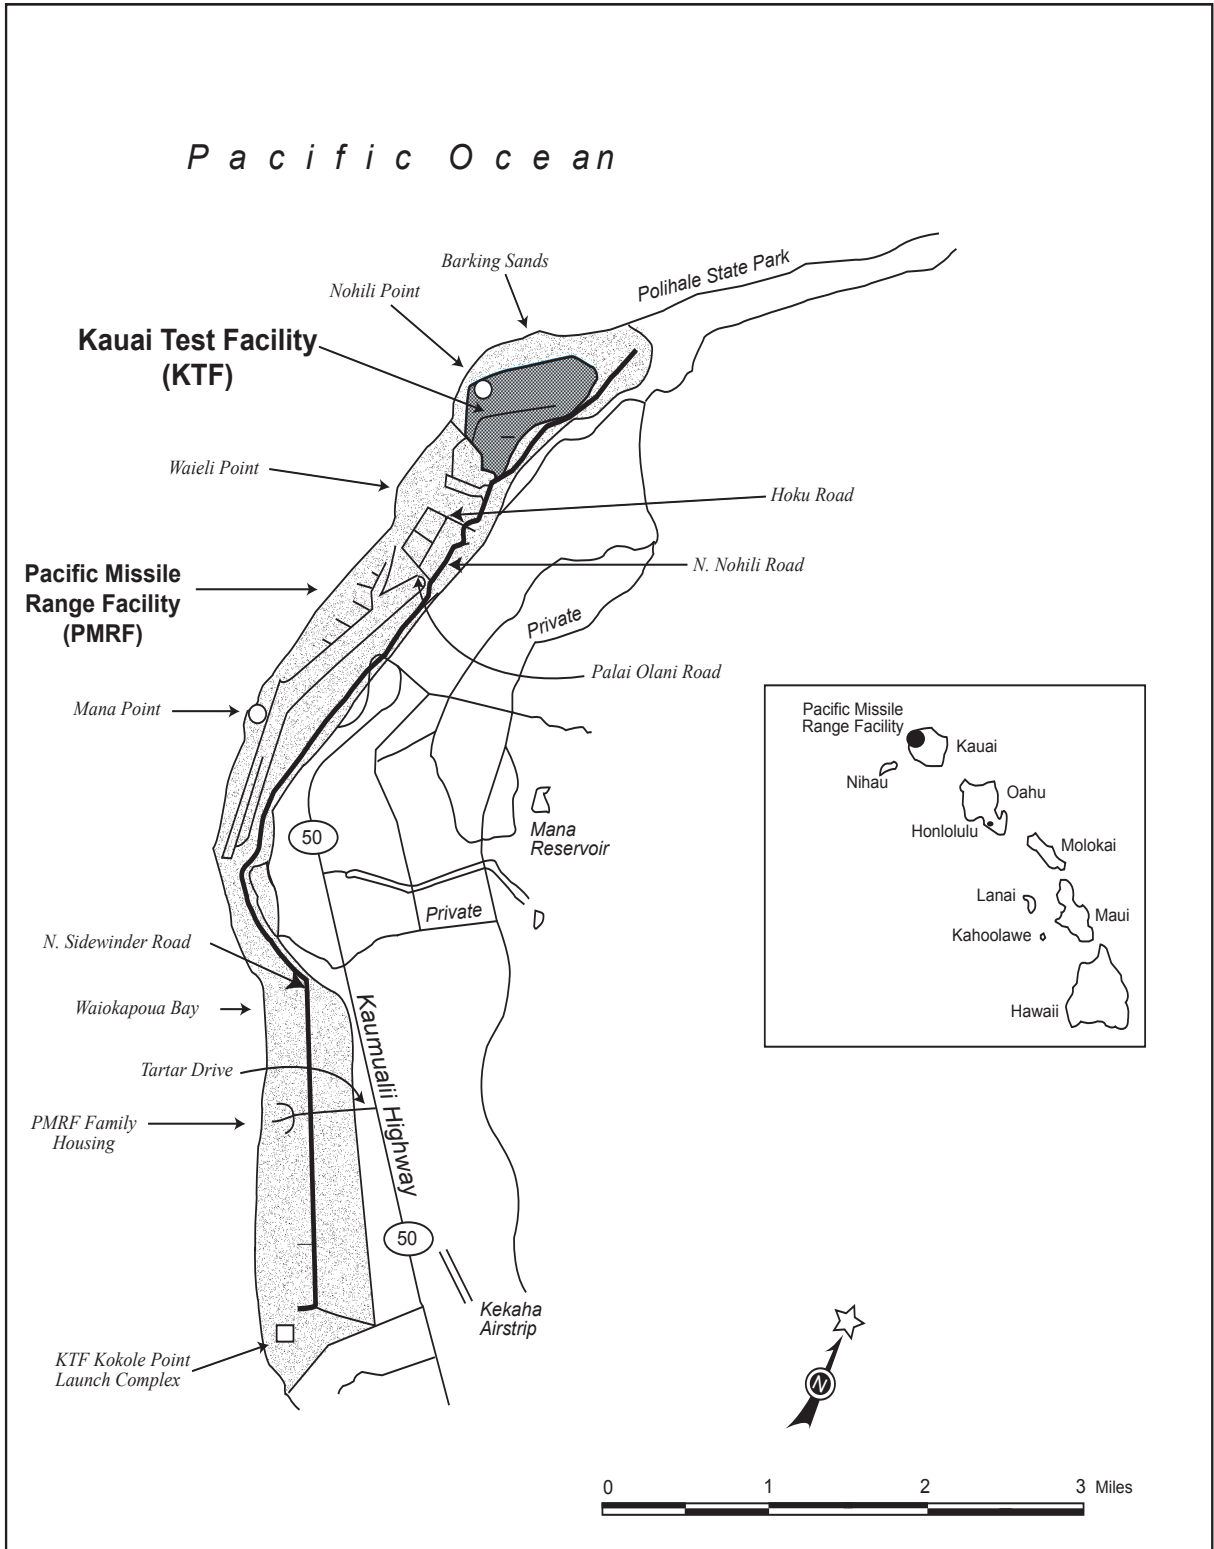 Pacific Ocean
Barking Sands
Polihale State Park
Nohili Point
Kauai Test Facility
(KTF)
Waieli Point
Hoku Road
N. Nohili Road
Pacific Missile
Range Facility
(PMRF)
Private
Palai Olani Road
Mana Point
Pacific Missile
Range Facility
Kauai
Nihau
Oahu
Honlolulu
Molokai
Lanai
Maui
Kahoolawe
Hawaii
50
Mana
Reservoir
Private
N. Sidewinder Road
Waiokapoua Bay
Kaumualii Highway
Tartar Drive
PMRF Family
Housing
50
Kekaha
Airstrip
KTF Kokole Point
Launch Complex
N
0 1 2 3 Miles